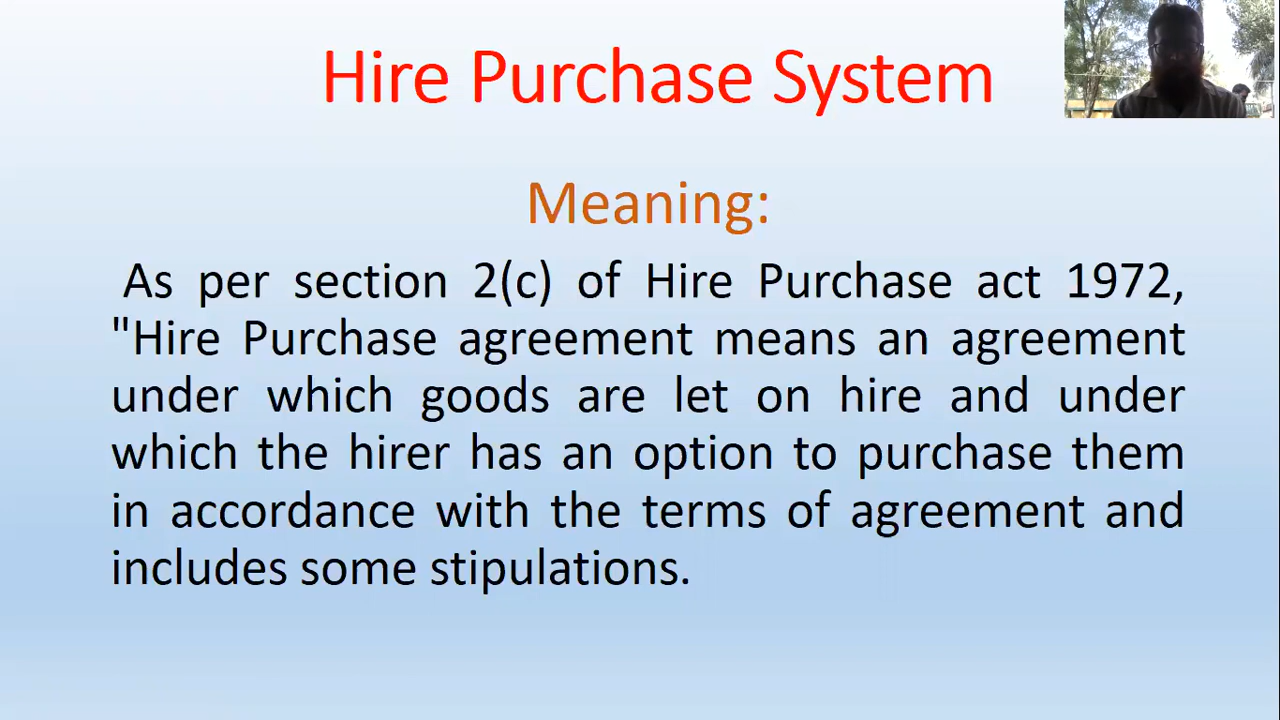 Hire Purchase System
Meaning:
As per section 2(c) of Hire Purchase act 1972,
"Hire Purchase agreement means an agreement
under which goods are let on hire and under
which the hirer has an option to purchase them
in accordance with the terms of agreement and
includes some stipulations.